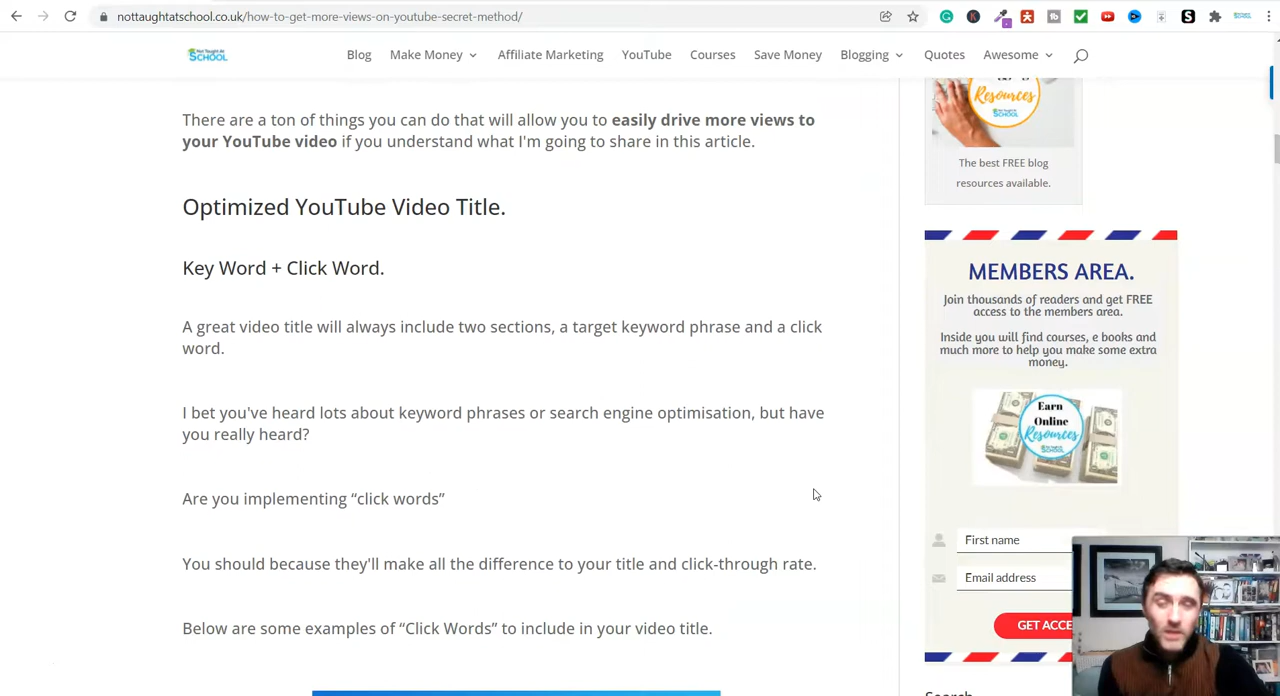 nottaughtatschool.co.uk/how-to-get-more-views-on-youtube-secret-method/
Not Taught At
SCHOOL
Blog
Make Money
Affiliate Marketing
YouTube
Courses
Save Money
Blogging
Quotes
Awesome
There are a ton of things you can do that will allow you to easily drive more views to
your YouTube video if you understand what I'm going to share in this article.
Optimized YouTube Video Title.
Key Word + Click Word.
A great video title will always include two sections, a target keyword phrase and a click
word.
I bet you've heard lots about keyword phrases or search engine optimisation, but have
you really heard?
Are you implementing “click words”
You should because they'll make all the difference to your title and click-through rate.
Below are some examples of “Click Words” to include in your video title.
Resources
SCHOOL
The best FREE blog
resources available.
MEMBERS AREA.
Join thousands of readers and get FREE
access to the members area.
Inside you will find courses, e books and
much more to help you make some extra
money.
Earn
Online
Resources
First name
Email address
GET ACCE